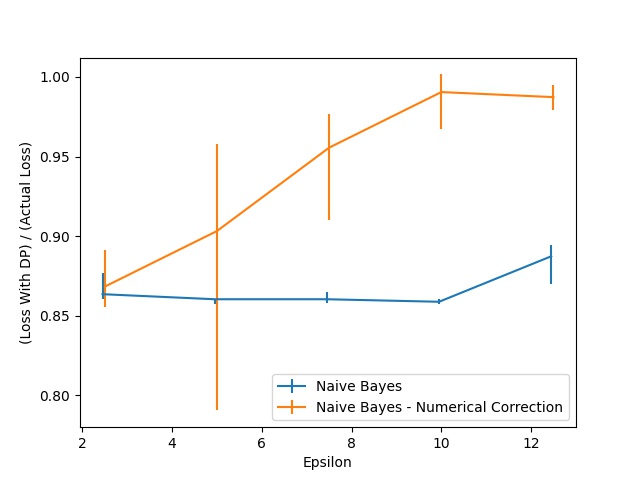 1.00
0.95
0.90
0.85
0.80
(Loss With DP) / (Actual Loss)
Naive Bayes
Naive Bayes - Numerical Correction
2 4 6 8 10 12
Epsilon